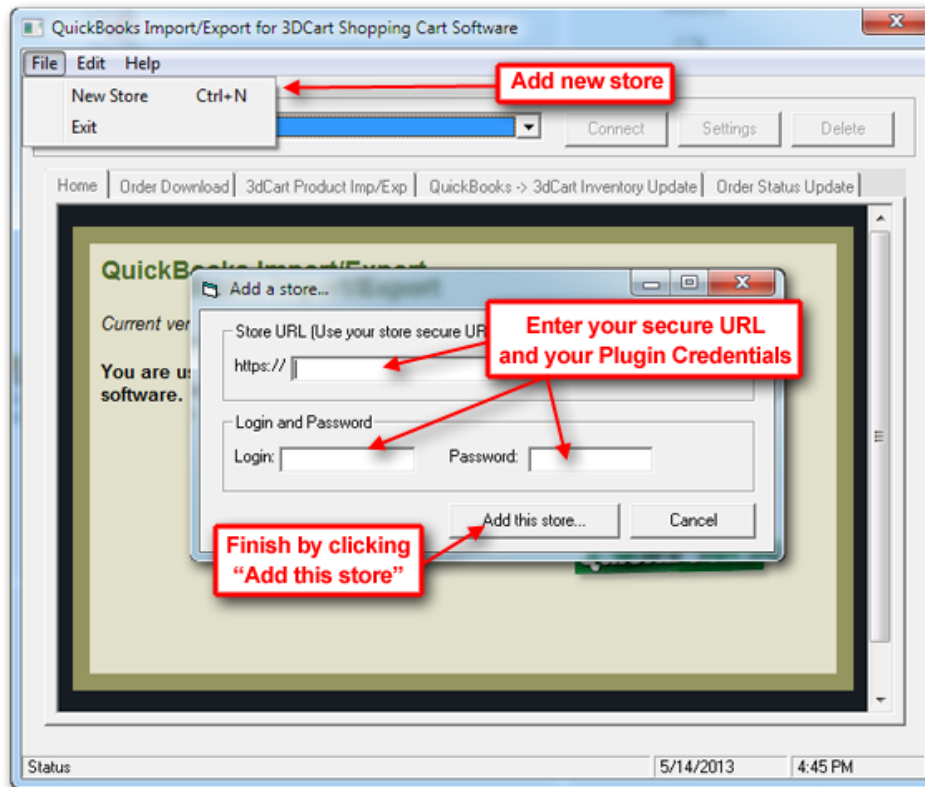 QuickBooks Import/Export for 3DCart Shopping Cart Software
File Edit Help
Add new store
New Store Ctrl+N
Exit
Connect Settings Delete
Home Order Download 3dCart Product Imp/Exp QuickBooks -> 3dCart Inventory Update Order Status Update
QuickB
Import/Export
Add a store...
Current ver
Store URL (Use your store secure UR
Enter your secure URL
and your Plugin Credentials
https://
You are u
software.
Login and Password
Login: Password:
Add this store... Cancel
Finish by clicking
“Add this store”
Status 5/14/2013 4:45 PM